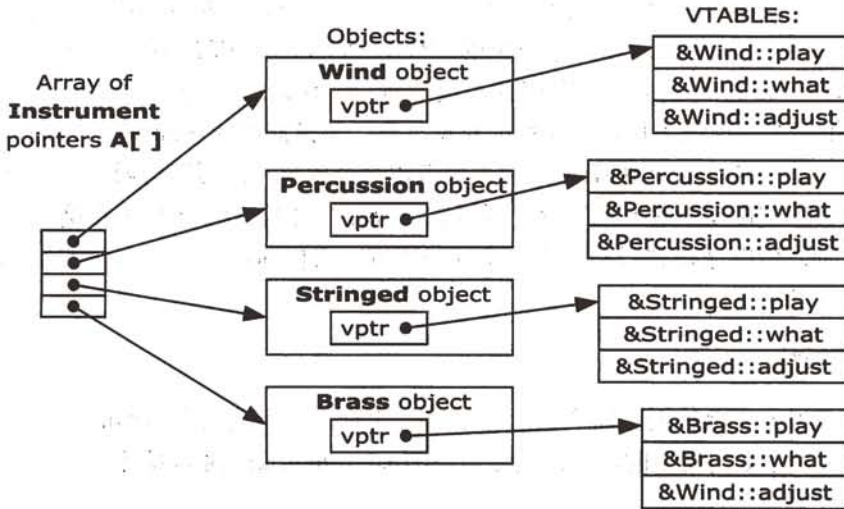 Array of
Instrument
pointers A[ ]
Objects:
Wind object
vptr
Percussion object
vptr
Stringed object
vptr
Brass object
vptr
VTABLEs:
&Wind::play
&Wind::what
&Wind::adjust
&Percussion::play
&Percussion::what
&Percussion::adjust
&Stringed::play
&Stringed::what
&Stringed::adjust
&Brass::play
&Brass::what
&Wind::adjust